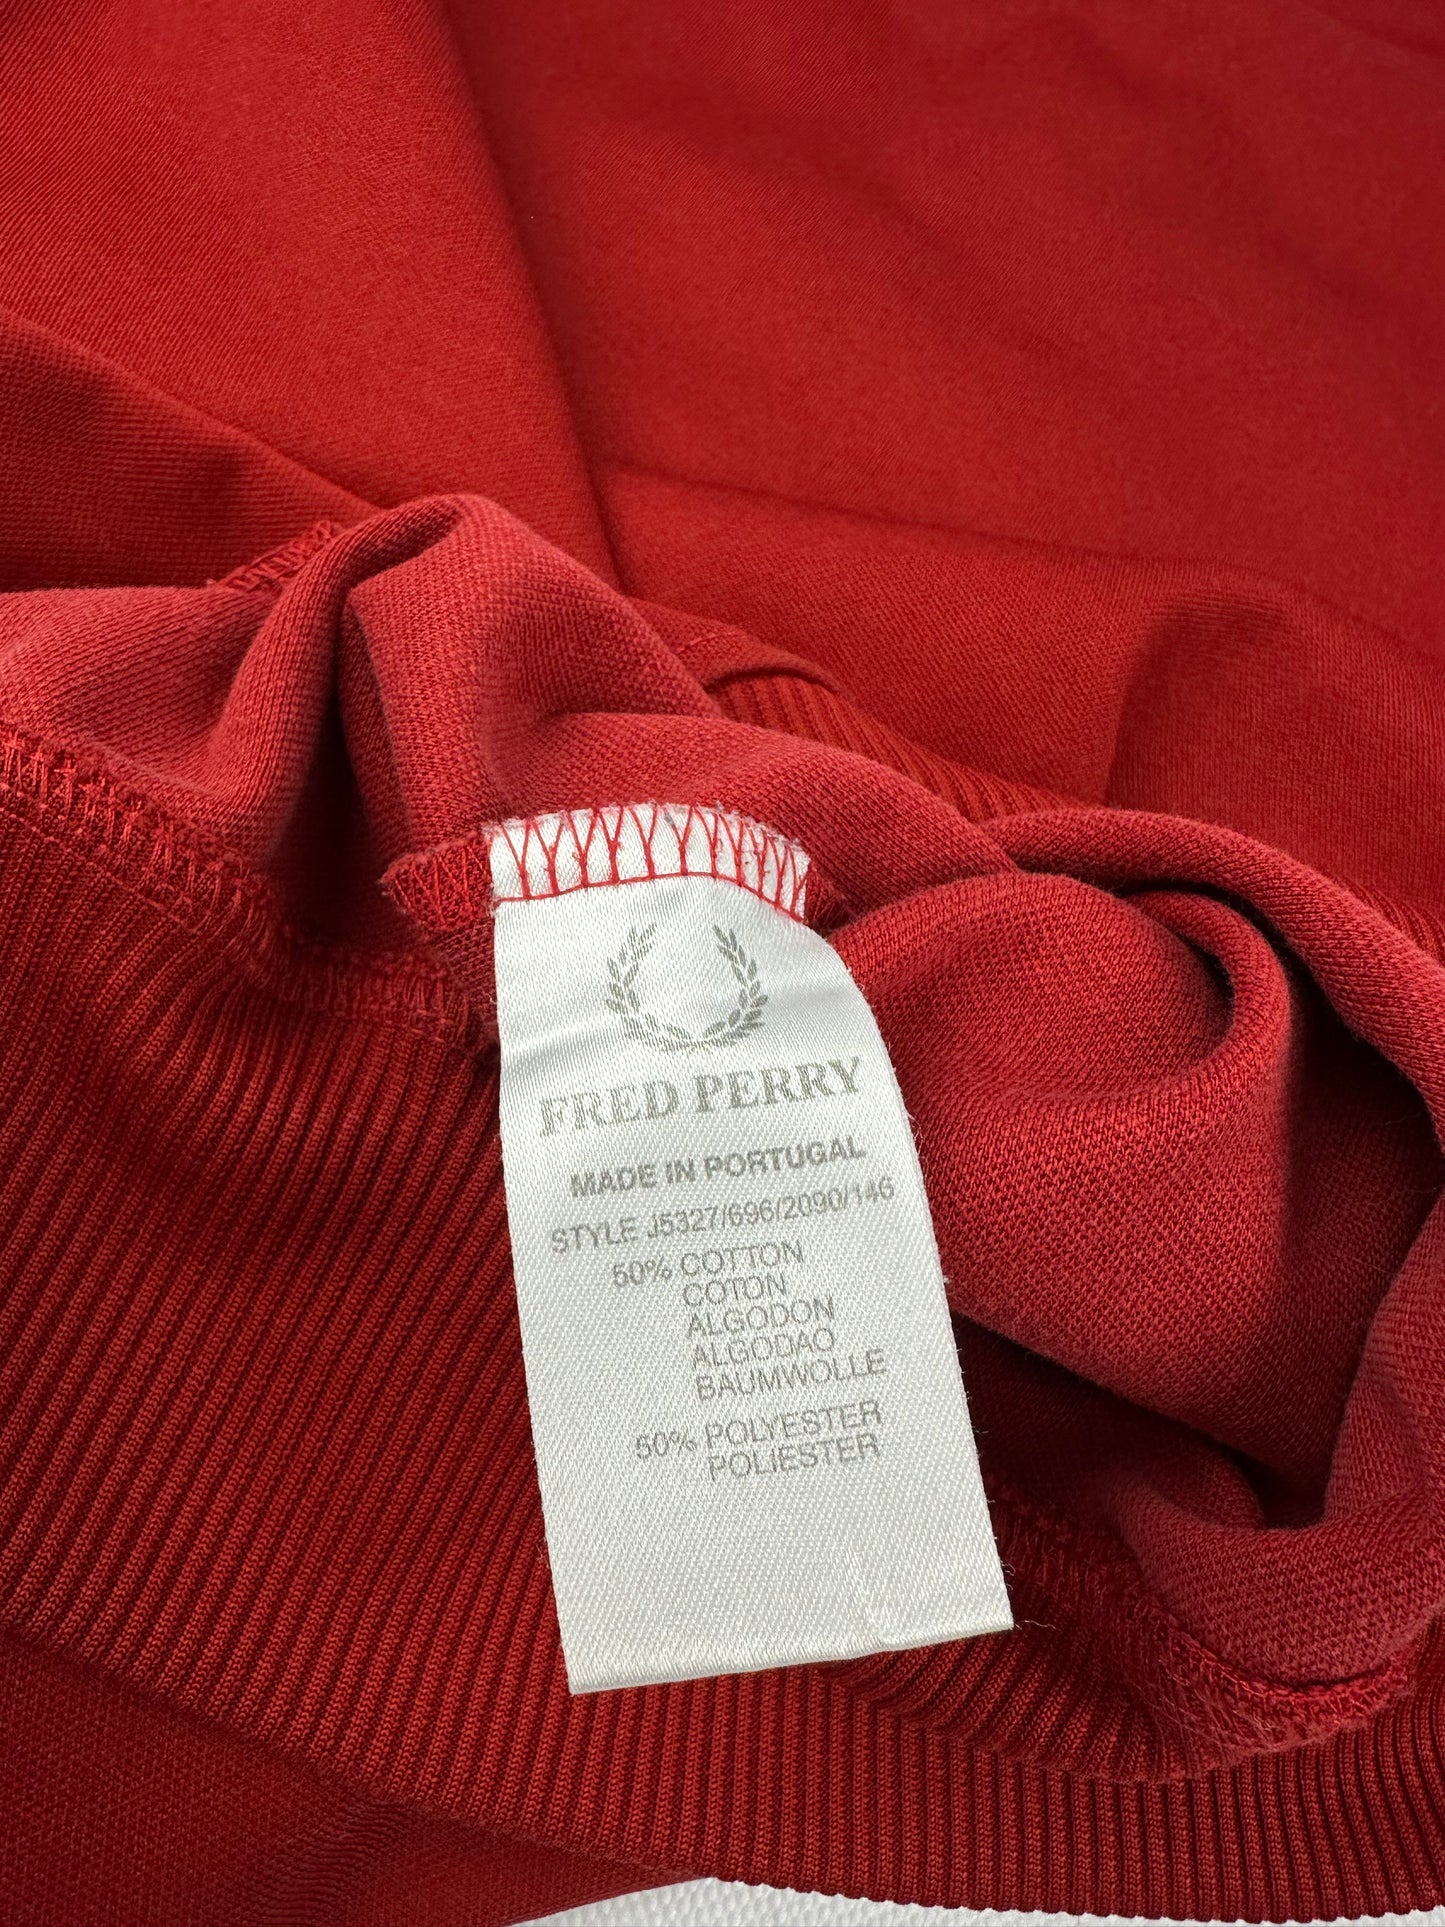 FRED PERRY
MADE IN PORTUGAL
STYLE J5327/696/2090/146
50% COTTON
COTON
ALGODON
ALGODAO
BAUMWOLLE
50% POLYESTER
POLIESTER